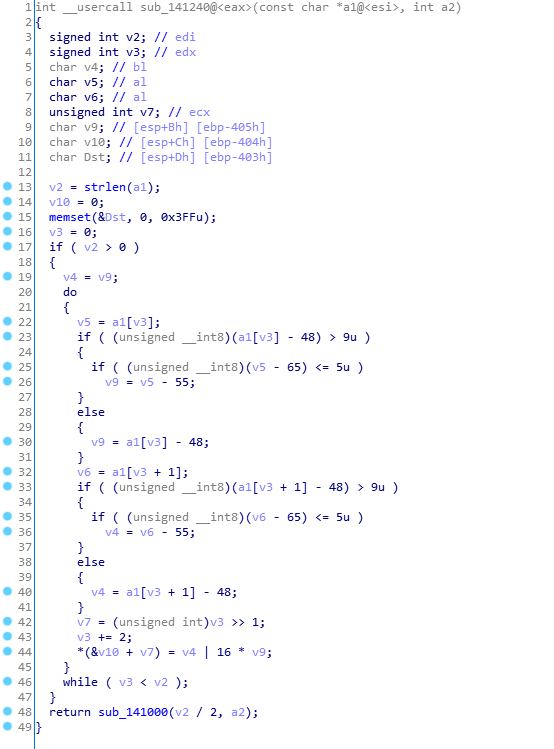 1 int __usercall sub_141240@<eax>(const char *a1@<esi>, int a2)
2 {
3   signed int v2; // edi
4   signed int v3; // edx
5   char v4; // bl
6   char v5; // al
7   char v6; // al
8   unsigned int v7; // ecx
9   char v9; // [esp+Bh] [ebp-405h]
10   char v10; // [esp+Ch] [ebp-404h]
11   char Dst; // [esp+Dh] [ebp-403h]
12
13   v2 = strlen(a1);
14   v10 = 0;
15   memset(&Dst, 0, 0x3FFu);
16   v3 = 0;
17   if ( v2 > 0 )
18   {
19     v4 = v9;
20     do
21     {
22       v5 = a1[v3];
23       if ( (unsigned __int8)(a1[v3] - 48) > 9u )
24       {
25         if ( (unsigned __int8)(v5 - 65) <= 5u )
26           v9 = v5 - 55;
27       }
28       else
29       {
30         v9 = a1[v3] - 48;
31       }
32       v6 = a1[v3 + 1];
33       if ( (unsigned __int8)(a1[v3 + 1] - 48) > 9u )
34       {
35         if ( (unsigned __int8)(v6 - 65) <= 5u )
36           v4 = v6 - 55;
37       }
38       else
39       {
40         v4 = a1[v3 + 1] - 48;
41       }
42       v7 = (unsigned int)v3 >> 1;
43       v3 += 2;
44       *(&v10 + v7) = v4 | 16 * v9;
45     }
46     while ( v3 < v2 );
47   }
48   return sub_141000(v2 / 2, a2);
49 }